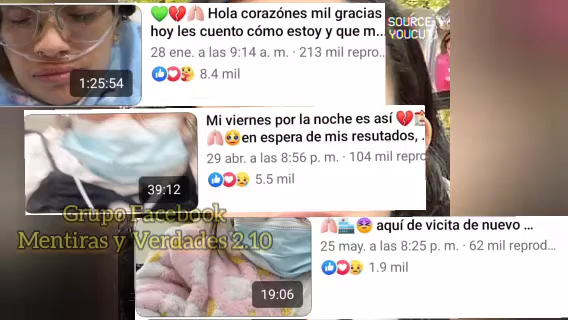 💚💔🫁 Hola corazónes mil gracias
hoy les cuento cómo estoy y que m...
28 ene. a las 9:14 a. m. · 213 mil repro...
8.4 mil
1:25:54
SOURCE
YOUCUT
Mi viernes por la noche es así 💔🏥
🫁🥺en espera de mis resutados, .
29 abr. a las 8:56 p. m. · 104 mil repro
5.5 mil
39:12
Grupo Facebook
Mentiras y Verdades 2.10
aquí de vicita de nuevo ...
25 may. a las 8:25 p. m. · 62 mil reprod...
1.9 mil
19:06